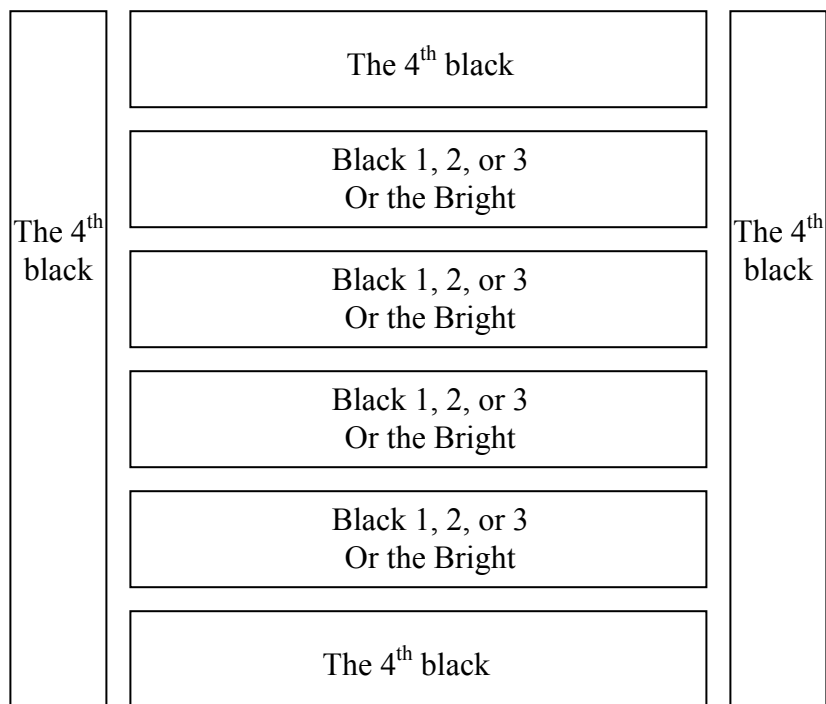 The 4th black
Black 1, 2, or 3
Or the Bright
The 4th
black
The 4th
black
Black 1, 2, or 3
Or the Bright
Black 1, 2, or 3
Or the Bright
Black 1, 2, or 3
Or the Bright
The 4th black